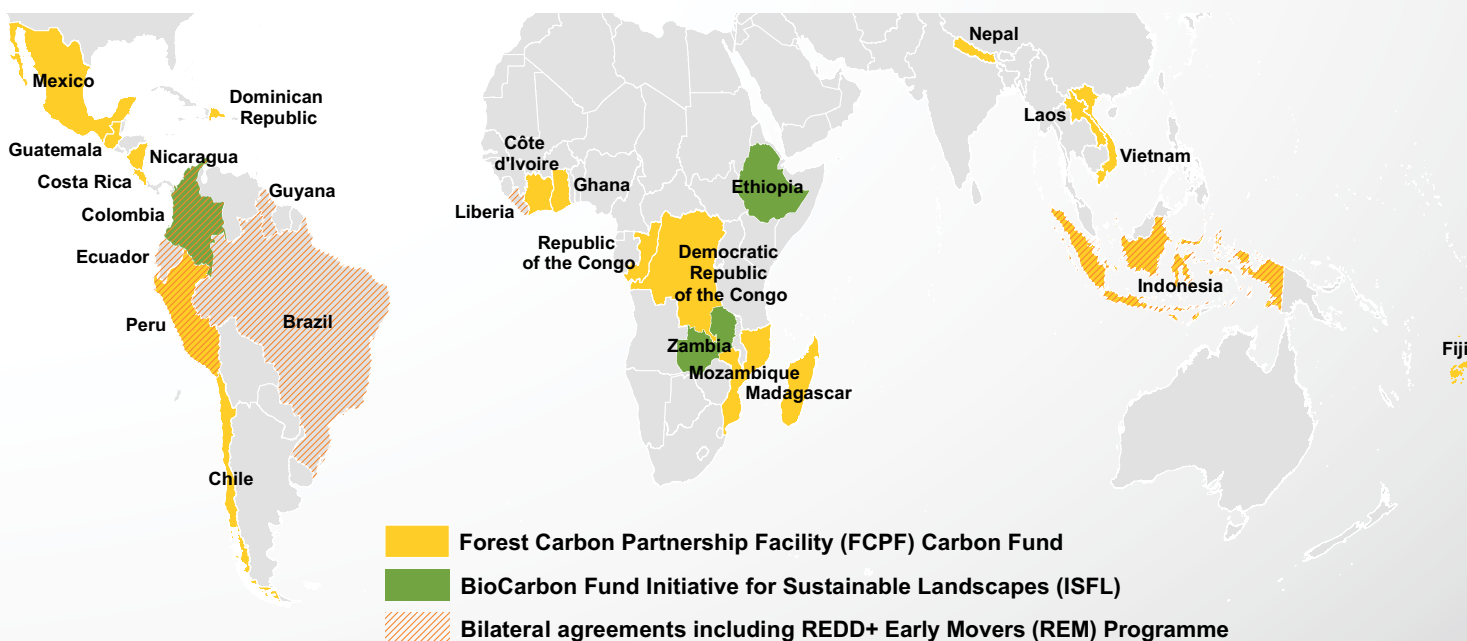 Mexico
Dominican
Republic
Guatemala
Nicaragua
Costa Rica
Guyana
Colombia
Ecuador
Peru
Brazil
Chile
Côte
d'Ivoire
Ghana
Liberia
Ethiopia
Republic
of the Congo
Democratic
Republic
of the Congo
Zambia
Mozambique
Madagascar
Nepal
Laos
Vietnam
Indonesia
Fiji
Forest Carbon Partnership Facility (FCPF) Carbon Fund
BioCarbon Fund Initiative for Sustainable Landscapes (ISFL)
Bilateral agreements including REDD+ Early Movers (REM) Programme